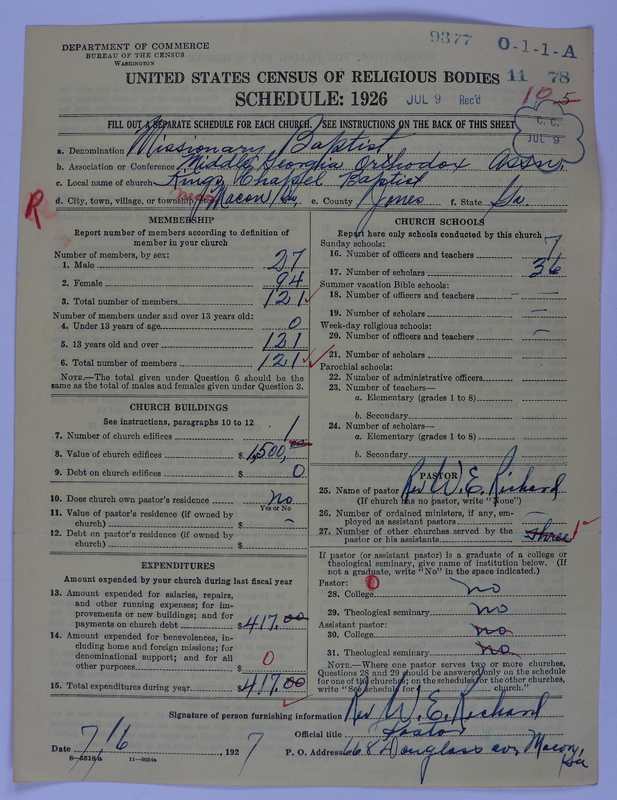 9377 O-1-1-A
DEPARTMENT OF COMMERCE
BUREAU OF THE CENSUS
WASHINGTON
UNITED STATES CENSUS OF RELIGIOUS BODIES 11 78
SCHEDULE: 1926 JUL 9 Rec'd 10 5
FILL OUT A SEPARATE SCHEDULE FOR EACH CHURCH. SEE INSTRUCTIONS ON THE BACK OF THIS SHEET
C. C. JUL 9
a. Denomination Missionary Baptist
b. Association or Conference Middle Georgia Orthodox Assn.
c. Local name of church Kings Chappel Baptist
d. City, town, village, or township near Macon, Ga. e. County Jones f. State Ga.
R
MEMBERSHIP
Report number of members according to definition of
member in your church
Number of members, by sex:
1. Male 27
2. Female 94
3. Total number of members 121
Number of members under and over 13 years old:
4. Under 13 years of age 0
5. 13 years old and over 121
6. Total number of members 121
NOTE.—The total given under Question 6 should be the
same as the total of males and females given under Question 3.
CHURCH BUILDINGS
See instructions, paragraphs 10 to 12
7. Number of church edifices 1
8. Value of church edifices $ 1,500,00
9. Debt on church edifices $ 0
10. Does church own pastor's residence no
Yes or No
11. Value of pastor's residence (if owned by
church) $ –
12. Debt on pastor's residence (if owned by
church) $
EXPENDITURES
Amount expended by your church during last fiscal year
13. Amount expended for salaries, repairs,
and other running expenses; for im-
provements or new buildings; and for
payments on church debt $ 417.00
14. Amount expended for benevolences, in-
cluding home and foreign missions; for
denominational support; and for all
other purposes $ 0
15. Total expenditures during year $ 417.00
CHURCH SCHOOLS
Report here only schools conducted by this church
Sunday schools:
16. Number of officers and teachers 7
17. Number of scholars 36
Summer vacation Bible schools:
18. Number of officers and teachers –
19. Number of scholars –
Week-day religious schools:
20. Number of officers and teachers –
21. Number of scholars
Parochial schools:
22. Number of administrative officers
23. Number of teachers—
a. Elementary (grades 1 to 8)
b. Secondary
24. Number of scholars—
a. Elementary (grades 1 to 8)
b. Secondary
PASTOR
25. Name of pastor Rev W. E. Richard
(If church has no pastor, write "None")
26. Number of ordained ministers, if any, em-
ployed as assistant pastors –
27. Number of other churches served by the
pastor or his assistants three 1
If pastor (or assistant pastor) is a graduate of a college or
theological seminary, give name of institution below. (If
not a graduate, write "No" in the space indicated.)
Pastor: 0
28. College no
29. Theological seminary no
Assistant pastor:
30. College no
31. Theological seminary no
NOTE.—Where one pastor serves two or more churches,
Questions 28 and 29 should be answered only on the schedule
for one of the churches; on the schedules for the other churches,
write "See schedule for church."
Signature of person furnishing information Rev W. E. Richard
Official title Pastor
Date 7/6, 1927 P. O. Address 668 Douglass av, Macon, Ga
8—5518a 11—9054a